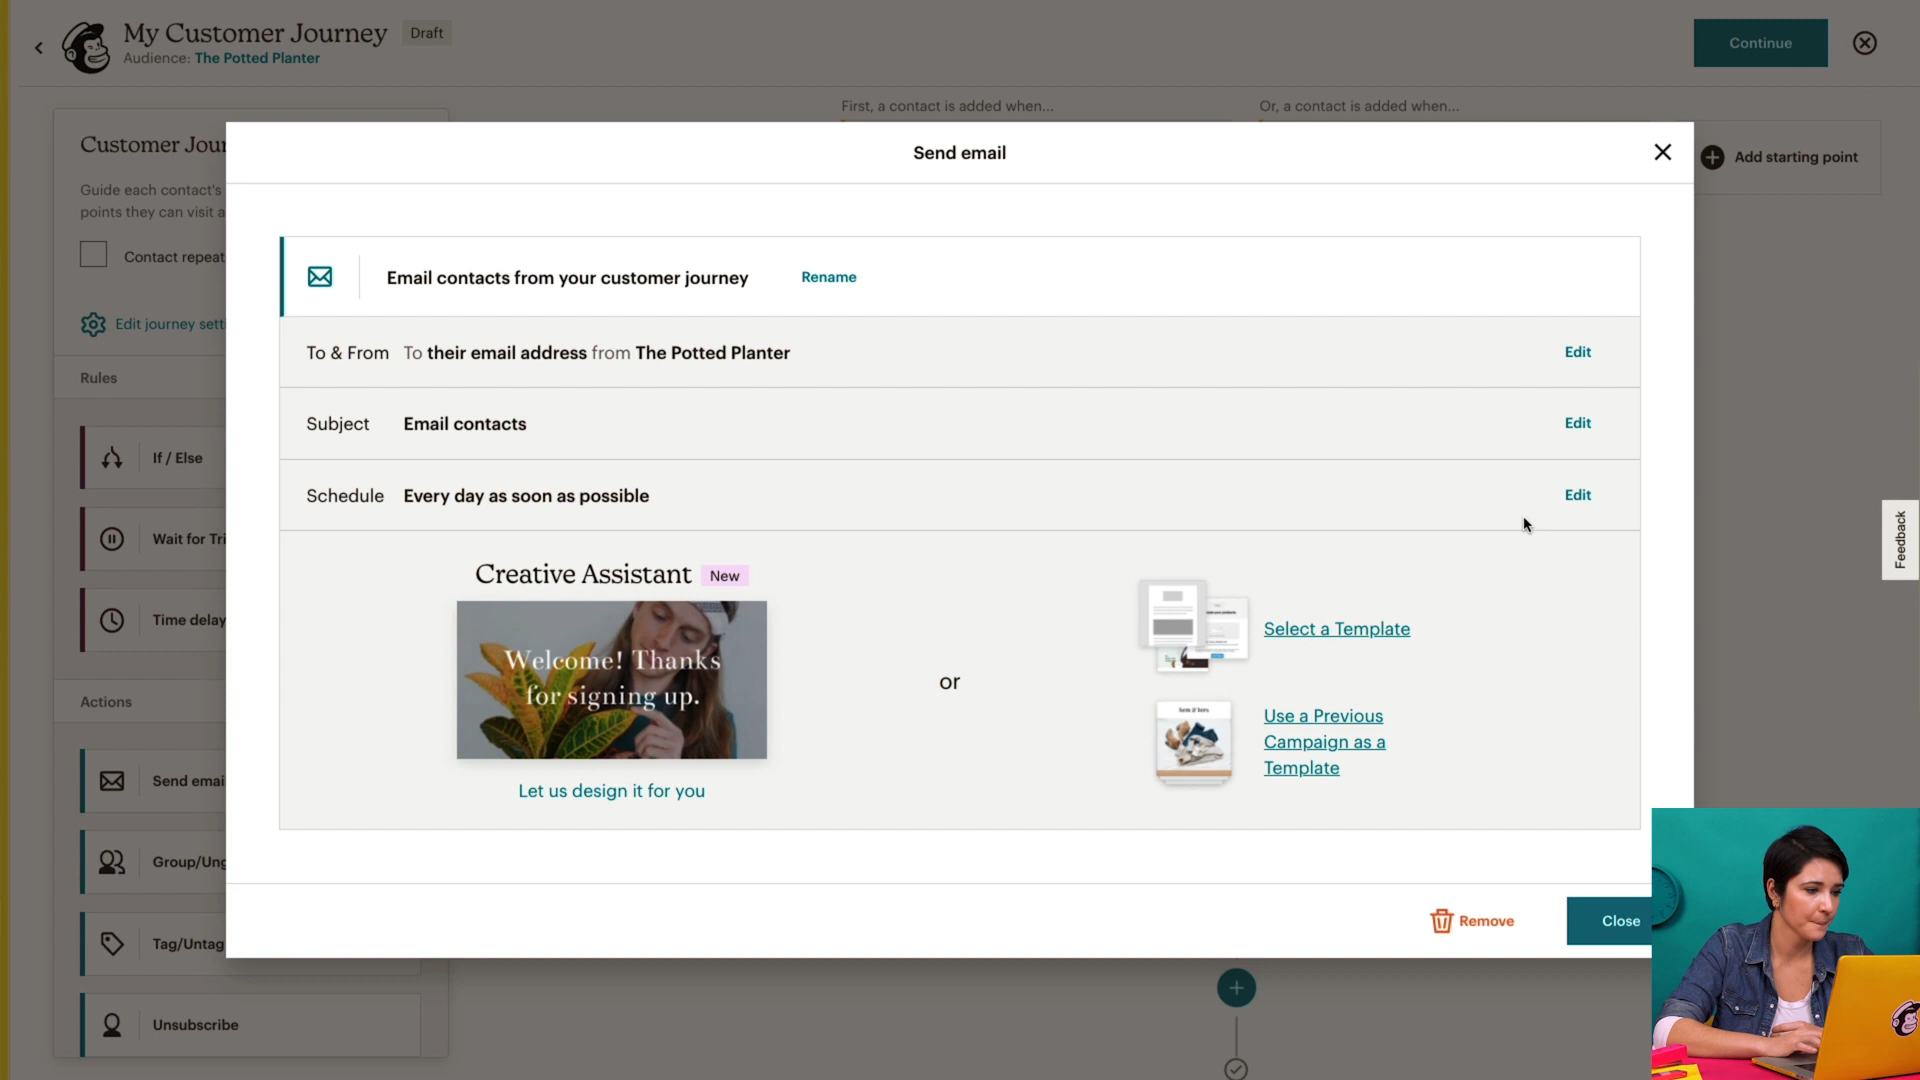 My Customer Journey Draft
Audience: The Potted Planter
Continue
First, a contact is added when...
Or, a contact is added when...
Add starting point
Customer Jour
Guide each contact's
points they can visit a
Contact repeat
Edit journey setti
Rules
If / Else
Wait for Tri
Time delay
Actions
Send emai
Group/Ung
Tag/Untag
Unsubscribe
Send email
Email contacts from your customer journey Rename
To & From To their email address from The Potted Planter Edit
Subject Email contacts Edit
Schedule Every day as soon as possible Edit
Creative Assistant New
Welcome! Thanks
for signing up.
Let us design it for you
or
Select a Template
Use a Previous
Campaign as a
Template
Remove
Close
Feedback